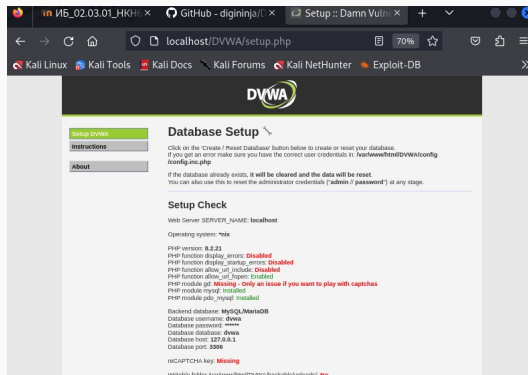 ИБ_02.03.01_НКН
GitHub - digininja/D
Setup :: Damn Vulne
localhost/DVWA/setup.php
70%
Kali Linux Kali Tools Kali Docs Kali Forums Kali NetHunter Exploit-DB
DVWA
Setup DVWA
Instructions
About
Database Setup
Click on the 'Create / Reset Database' button below to create or reset your database.
If you get an error make sure you have the correct user credentials in: /var/www/html/DVWA/config
/config.inc.php
If the database already exists, it will be cleared and the data will be reset.
You can also use this to reset the administrator credentials ("admin // password") at any stage.
Setup Check
Web Server SERVER_NAME: localhost
Operating system: *nix
PHP version: 8.2.21
PHP function display_errors: Disabled
PHP function display_startup_errors: Disabled
PHP function allow_url_include: Disabled
PHP function allow_url_fopen: Enabled
PHP module gd: Missing - Only an issue if you want to play with captchas
PHP module mysql: Installed
PHP module pdo_mysql: Installed
Backend database: MySQL/MariaDB
Database username: dvwa
Database password: ******
Database database: dvwa
Database host: 127.0.0.1
Database port: 3306
reCAPTCHA key: Missing